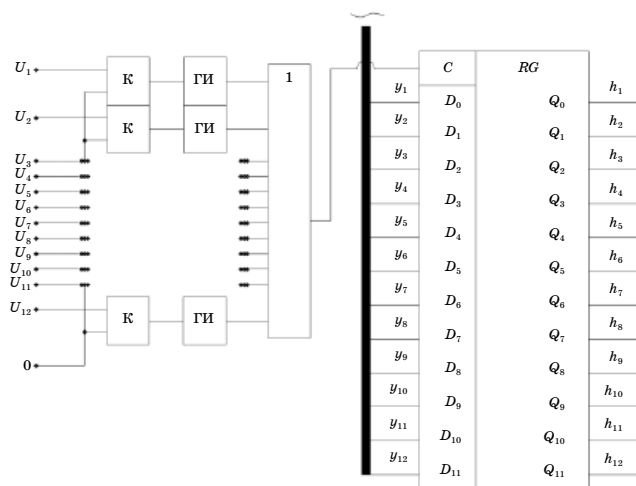 U1
К
ГИ
1
U2
К
ГИ
U3
U4
U5
U6
U7
U8
U9
U10
U11
U12
К
ГИ
0
C
RG
y1
D0
Q0
h1
y2
D1
Q1
h2
y3
D2
Q2
h3
y4
D3
Q3
h4
y5
D4
Q4
h5
y6
D5
Q5
h6
y7
D6
Q6
h7
y8
D7
Q7
h8
y9
D8
Q8
h9
y10
D9
Q9
h10
y11
D10
Q10
h11
y12
D11
Q11
h12